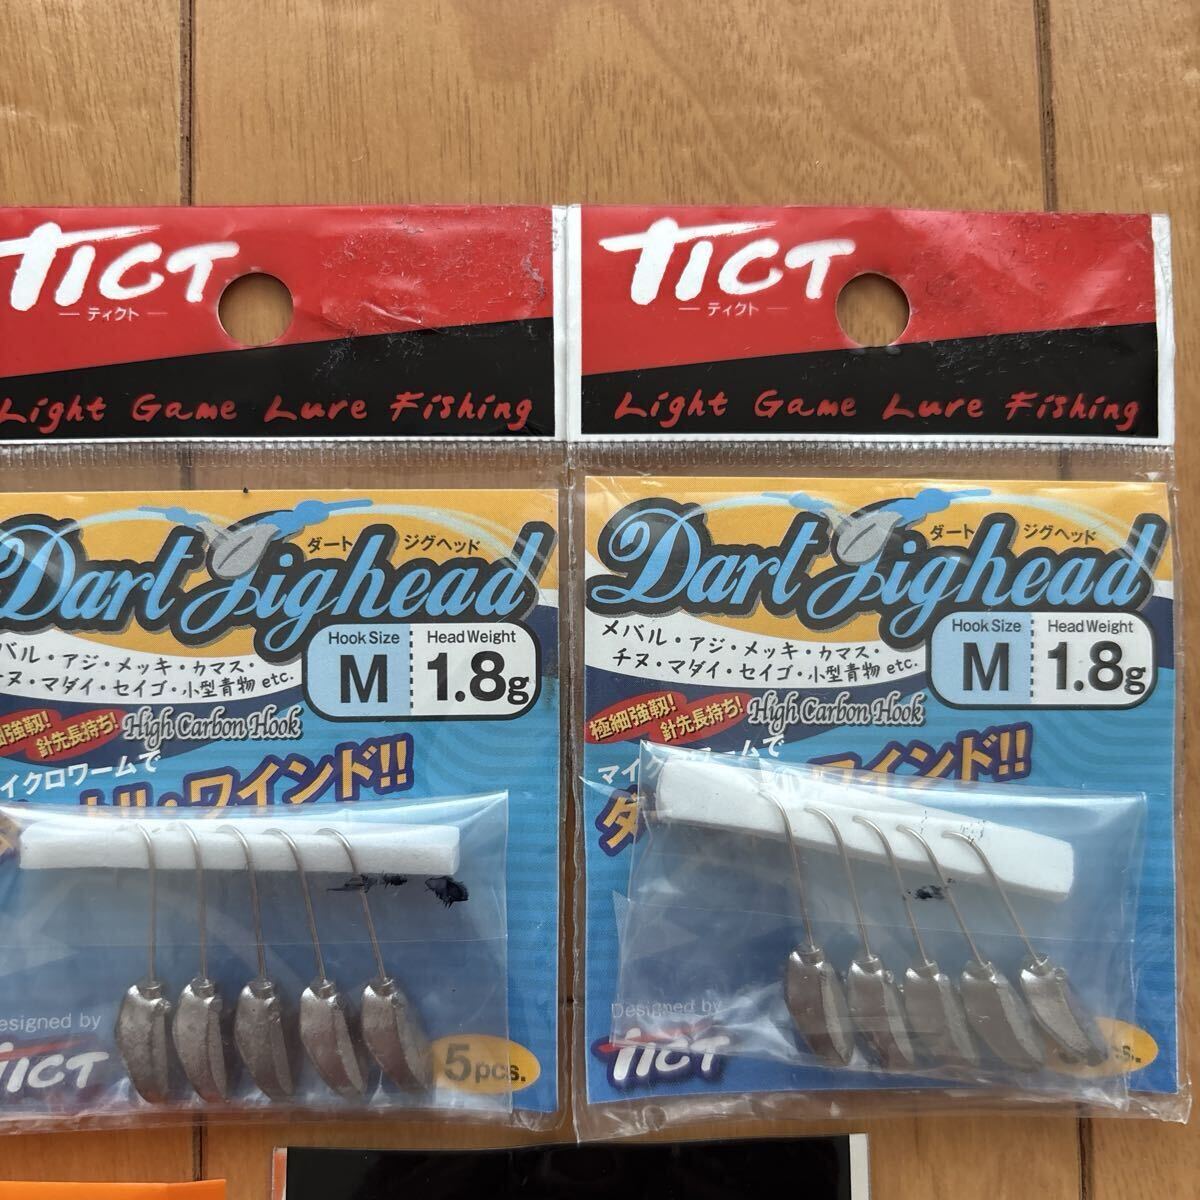 TICT
ティクト
Light Game Lure Fishing
ダート ジグヘッド
Dart Jighead
Hook Size
M
Head Weight
1.8g
バル・アジ・メッキ・カマス・
チヌ・マダイ・セイゴ・小型青物 etc.
針先長持ち!
High Carbon Hook
イクロワームで
ワインド!!
Designed by
TICT
5pcs.
TICT
ティクト
Light Game Lure Fishing
ダート ジグヘッド
Dart Jighead
Hook Size
M
Head Weight
1.8g
メバル・アジ・メッキ・カマス・
チヌ・マダイ・セイゴ・小型青物 etc.
極細強靭!
針先長持ち!
High Carbon Hook
マイクロワームで
ダ ワインド!!
Designed by
TICT